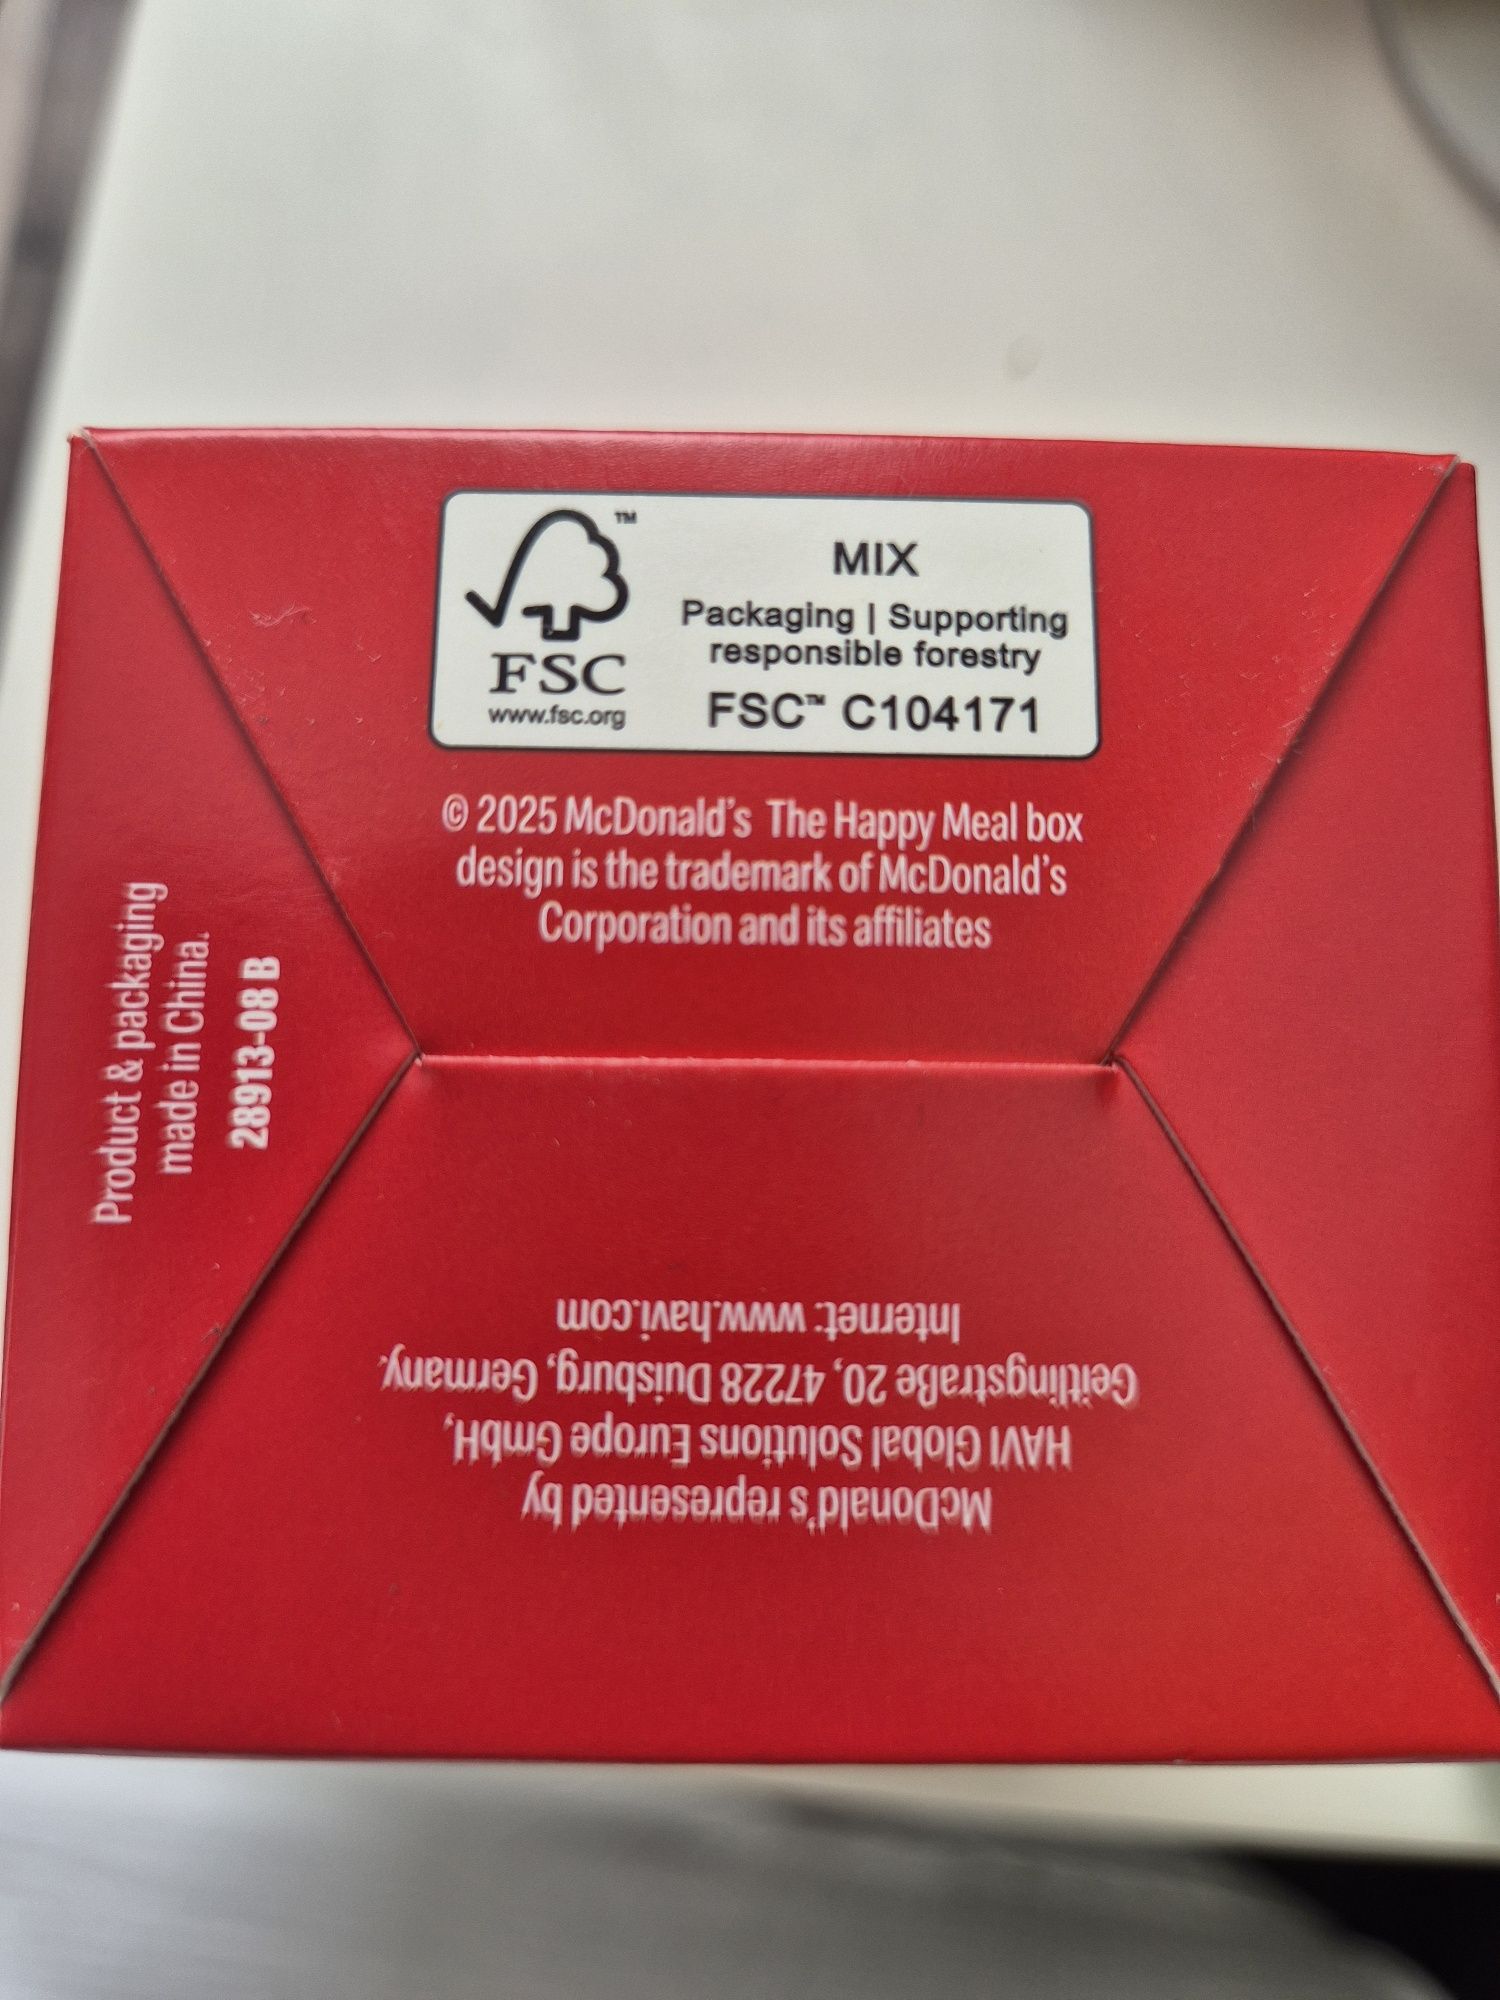 ™
FSC
www.fsc.org
MIX
Packaging | Supporting
responsible forestry
FSC™ C104171
© 2025 McDonald's The Happy Meal box
design is the trademark of McDonald's
Corporation and its affiliates
Product & packaging
made in China.
28913-08 B
McDonald's represented by
HAVI Global Solutions Europe GmbH,
Geitlingstraße 20, 47228 Duisburg, Germany.
Internet: www.havi.com